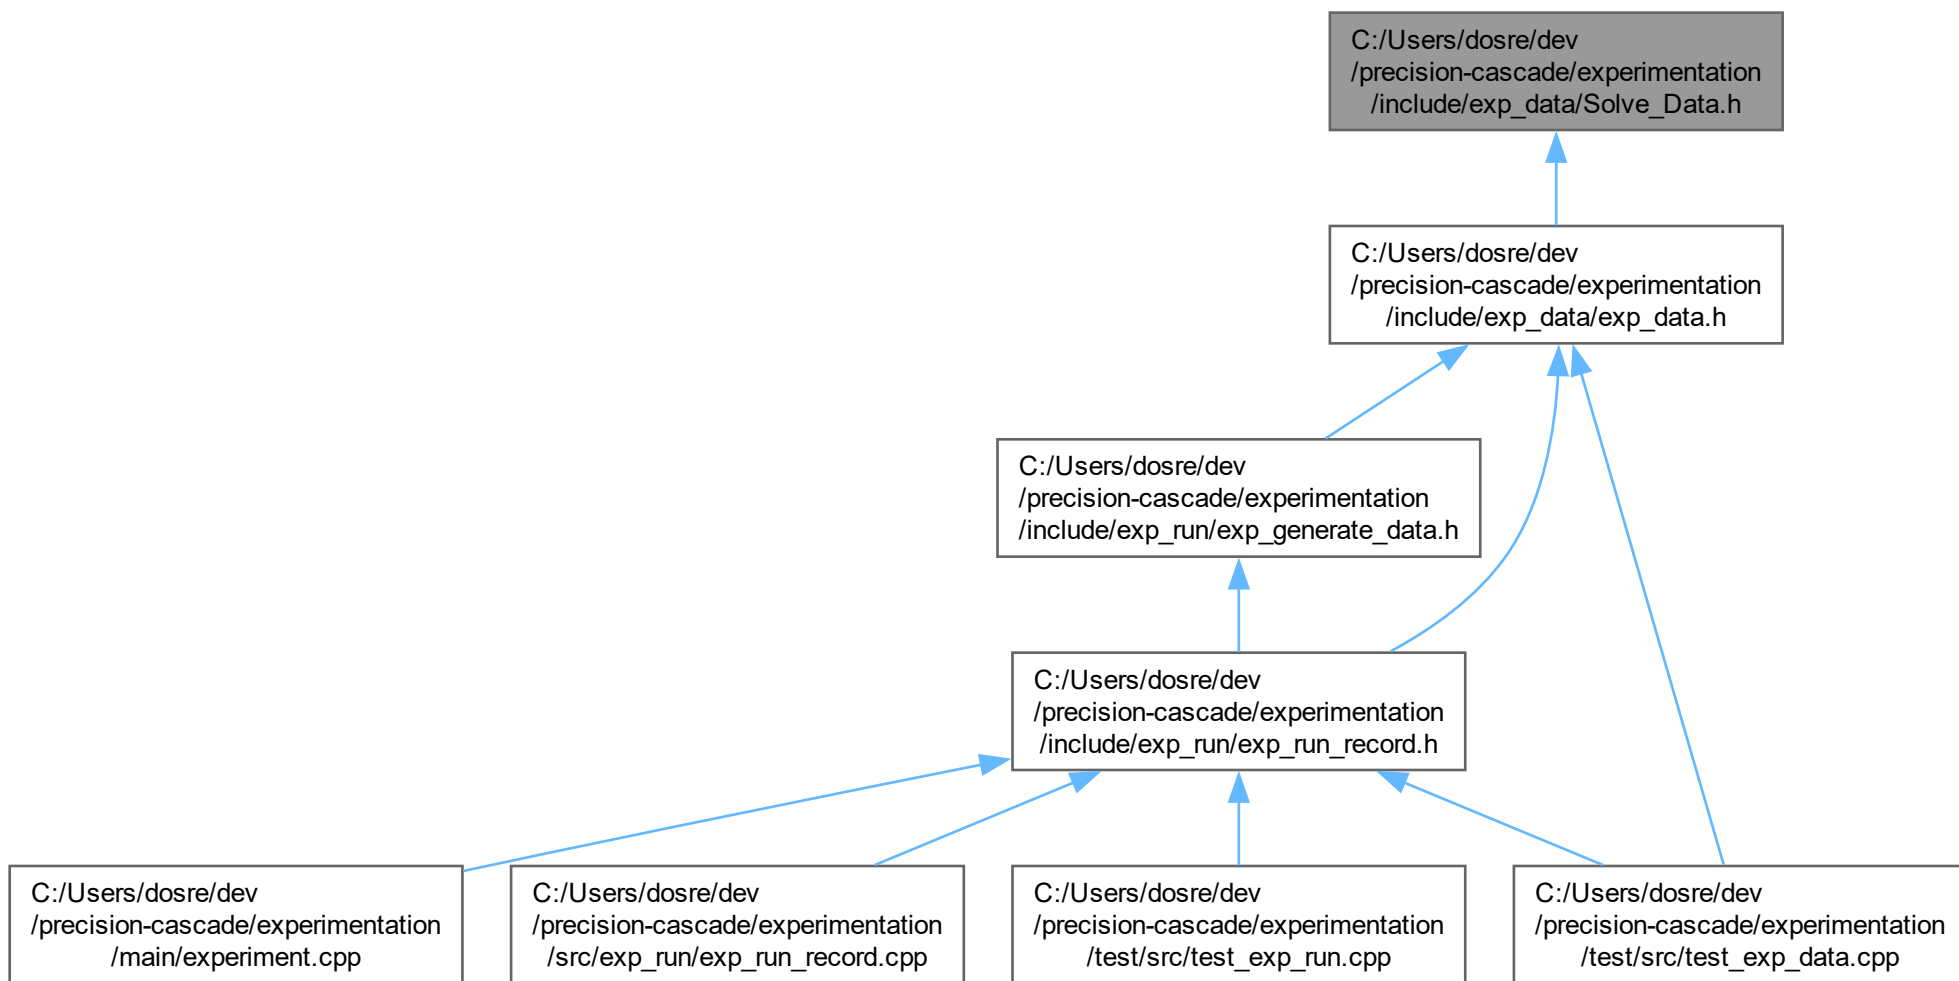 C:/Users/dosre/dev
/precision-cascade/experimentation
/include/exp_data/Solve_Data.h
C:/Users/dosre/dev
/precision-cascade/experimentation
/include/exp_data/exp_data.h
C:/Users/dosre/dev
/precision-cascade/experimentation
/include/exp_run/exp_generate_data.h
C:/Users/dosre/dev
/precision-cascade/experimentation
/include/exp_run/exp_run_record.h
C:/Users/dosre/dev
/precision-cascade/experimentation
/main/experiment.cpp
C:/Users/dosre/dev
/precision-cascade/experimentation
/src/exp_run/exp_run_record.cpp
C:/Users/dosre/dev
/precision-cascade/experimentation
/test/src/test_exp_run.cpp
C:/Users/dosre/dev
/precision-cascade/experimentation
/test/src/test_exp_data.cpp